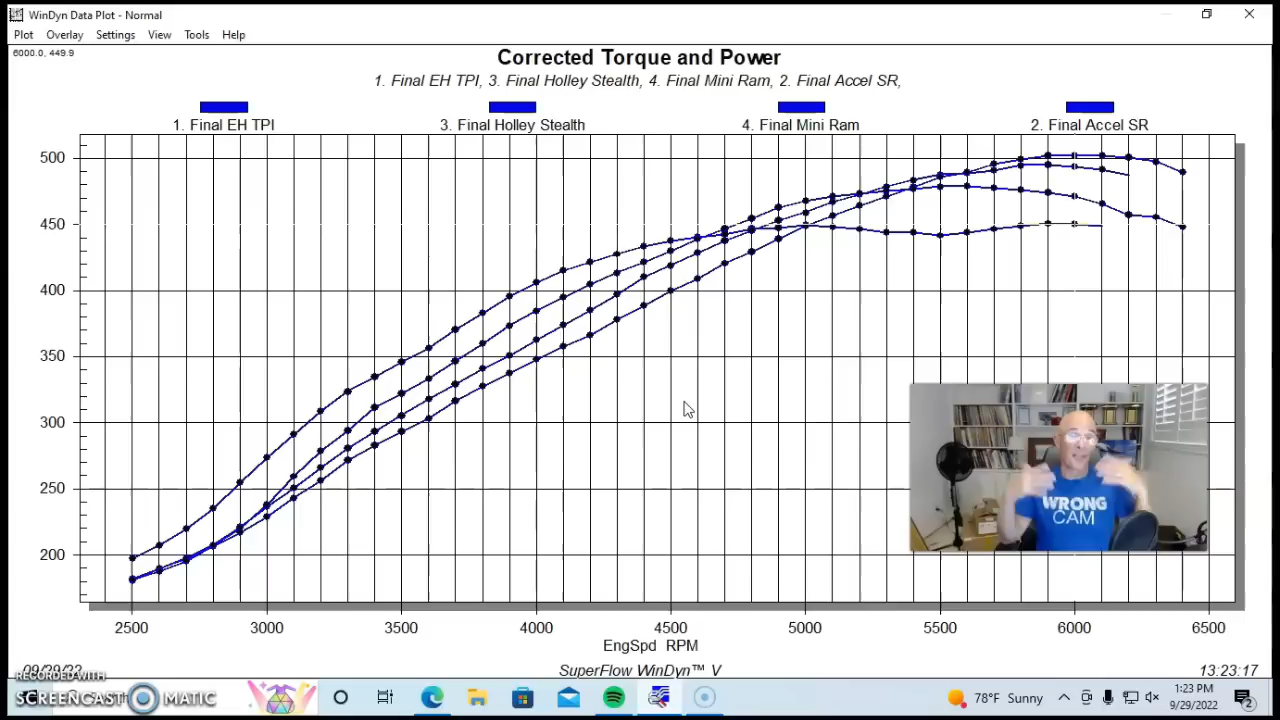 WinDyn Data Plot - Normal
Plot Overlay Settings View Tools Help
6000.0, 449.9
Corrected Torque and Power
1. Final EH TPI, 3. Final Holley Stealth, 4. Final Mini Ram, 2. Final Accel SR,
1. Final EH TPI 3. Final Holley Stealth 4. Final Mini Ram 2. Final Accel SR
500
450
400
350
300
250
200
2500 3000 3500 4000 4500 5000 5500 6000 6500
EngSpd RPM
WRONG
CAM
09/29/22 SuperFlow WinDyn™ V 13:23:17
RECORDED WITH
SCREENCAST MATIC
78°F Sunny
1:23 PM
9/29/2022
2